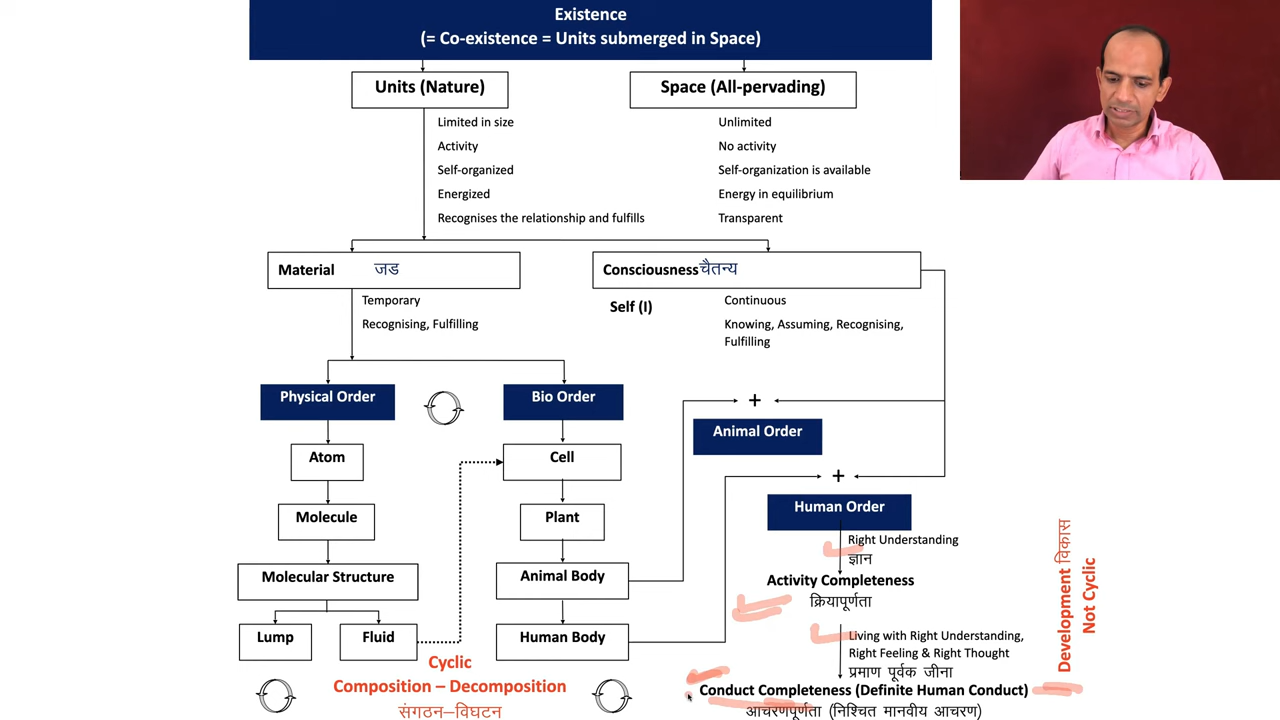 Existence
(= Co-existence = Units submerged in Space)
Units (Nature)
Space (All-pervading)
Limited in size
Activity
Self-organized
Energized
Recognises the relationship and fulfills
Unlimited
No activity
Self-organization is available
Energy in equilibrium
Transparent
Material जड
Consciousness चैतन्य
Temporary
Recognising, Fulfilling
Self (I)
Continuous
Knowing, Assuming, Recognising,
Fulfilling
Physical Order
Bio Order
+
Animal Order
Atom
Cell
+
Human Order
Molecule
Plant
Right Understanding
ज्ञान
Molecular Structure
Animal Body
Activity Completeness
क्रियापूर्णता
Lump
Fluid
Human Body
Living with Right Understanding,
Right Feeling & Right Thought
प्रमाण पूर्वक जीना
Cyclic
Composition – Decomposition
संगठन–विघटन
Conduct Completeness (Definite Human Conduct)
आचरणपूर्णता (निश्चित मानवीय आचरण)
Development विकास
Not Cyclic